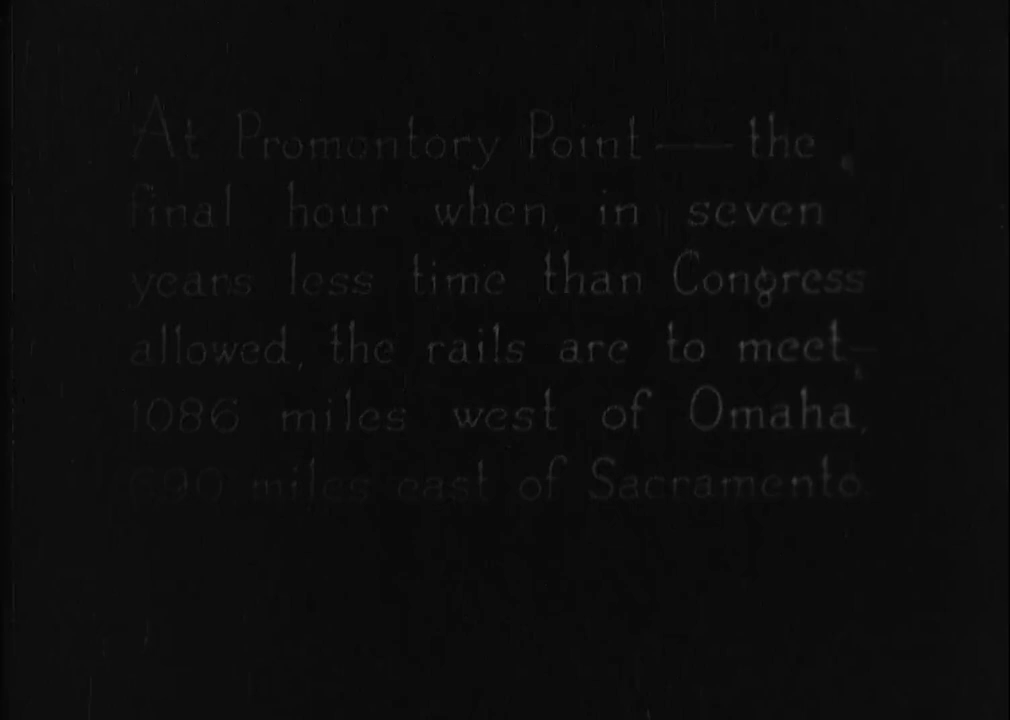 At Promontory Point — the
final hour when, in seven
years less time than Congress
allowed, the rails are to meet,—
1086 miles west of Omaha,
690 miles east of Sacramento.